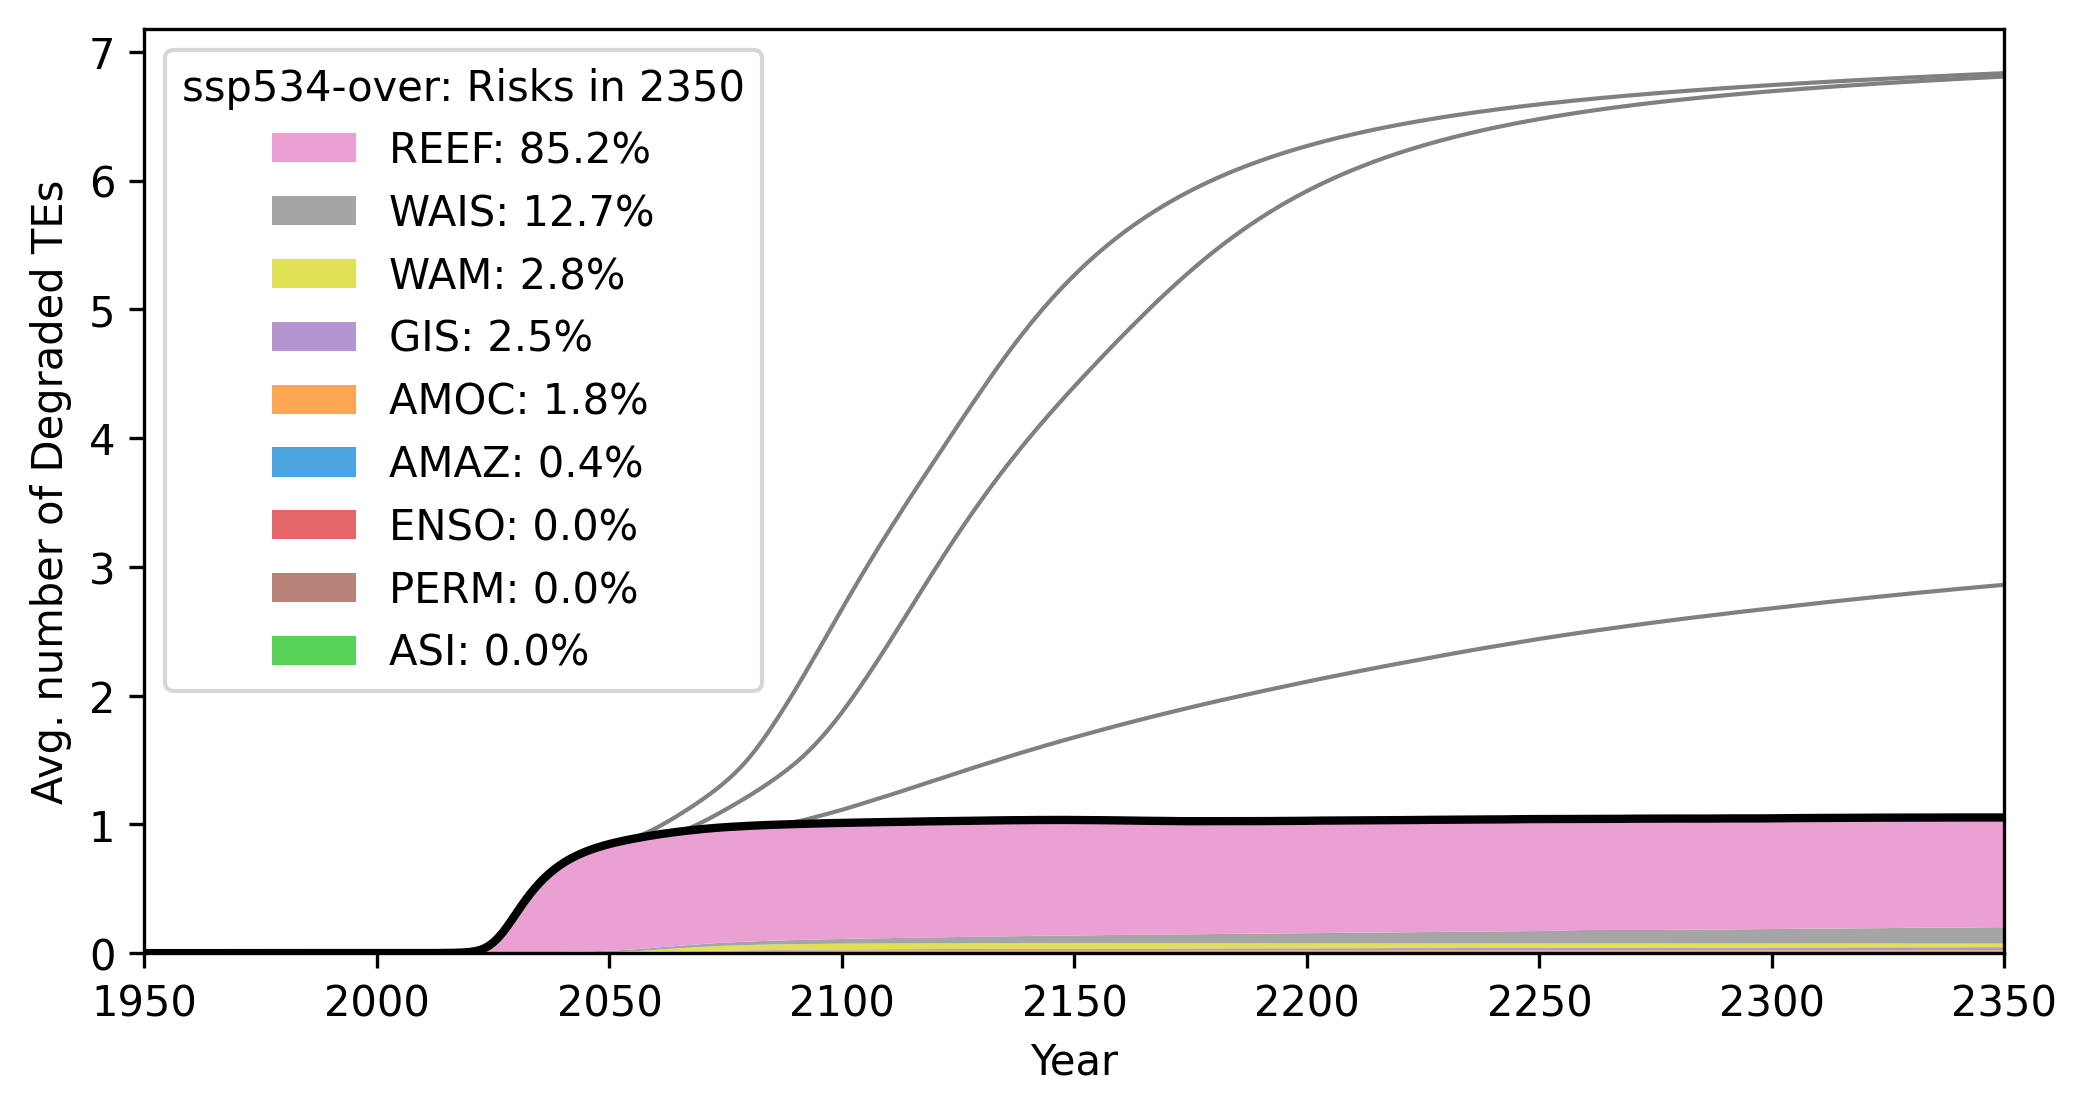 Avg. number of Degraded TEs
7
6
5
4
3
2
1
0
ssp534-over: Risks in 2350
REEF: 85.2%
WAIS: 12.7%
WAM: 2.8%
GIS: 2.5%
AMOC: 1.8%
AMAZ: 0.4%
ENSO: 0.0%
PERM: 0.0%
ASI: 0.0%
1950 2000 2050 2100 2150 2200 2250 2300 2350
Year